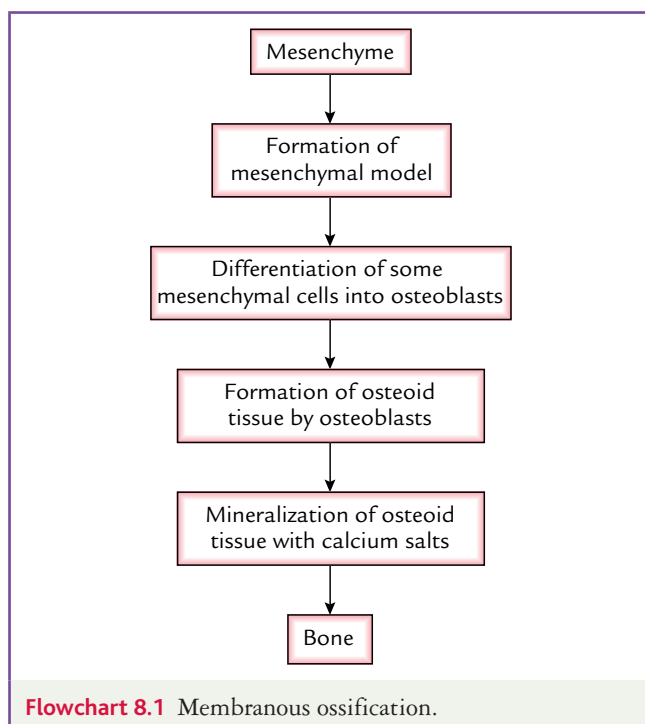 Mesenchyme
Formation of
mesenchymal model
Differentiation of some
mesenchymal cells into osteoblasts
Formation of osteoid
tissue by osteoblasts
Mineralization of osteoid
tissue with calcium salts
Bone
Flowchart 8.1 Membranous ossification.